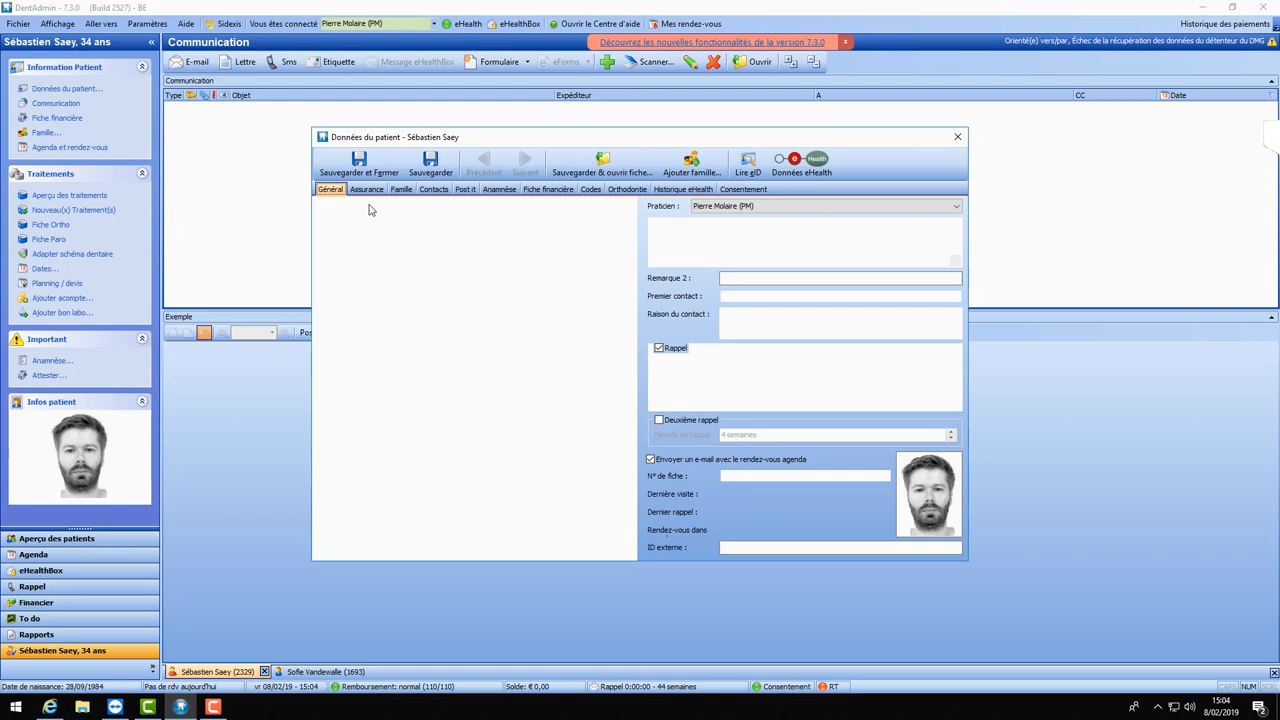 DentAdmin - 7.3.0 (Build 2527) - BE
Fichier Affichage Aller vers Paramètres Aide Sidexis Vous êtes connecté Pierre Molaire (PM) eHealth eHealthBox Ouvrir le Centre d'aide Mes rendez-vous Historique des paiements
Sébastien Saey, 34 ans «
Communication
Découvrez les nouvelles fonctionnalités de la version 7.3.0 x
Orienté(e) vers/par, Échec de la récupération des données du détenteur du DMG
E-mail Lettre Sms Etiquette Message eHealthBox Formulaire eForms Scanner... Ouvrir
Communication
Type Objet Expéditeur A CC Date
Information Patient
Données du patient...
Communication
Fiche financière
Famille...
Agenda et rendez-vous
Traitements
Aperçu des traitements
Nouveau(x) Traitement(s)
Fiche Ortho
Fiche Paro
Adapter schéma dentaire
Dates...
Planning / devis
Ajouter acompte...
Ajouter bon labo...
Important
Anamnèse...
Attester...
Infos patient
Aperçu des patients
Agenda
eHealthBox
Rappel
Financier
To do
Rapports
Sébastien Saey, 34 ans
Exemple
Données du patient - Sébastien Saey
Sauvegarder et Fermer Sauvegarder Précédent Suivant Sauvegarder & ouvrir fiche... Ajouter famille... Lire eID Données eHealth
e Health
Général Assurance Famille Contacts Post it Anamnèse Fiche financière Codes Orthodontie Historique eHealth Consentement
Praticien : Pierre Molaire (PM)
Remarque 2 :
Premier contact :
Raison du contact :
Rappel
Deuxième rappel
Période de rappel 4 semaines
Envoyer un e-mail avec le rendez-vous agenda
N° de fiche :
Dernière visite :
Dernier rappel :
Rendez-vous dans
ID externe :
Sébastien Saey (2329) Sofie Vandewalle (1693)
Date de naissance: 28/09/1984 Pas de rdv aujourd'hui vr 08/02/19 - 15:04 Remboursement: normal (110/110) Solde: € 0,00 Rappel 0:00:00 - 44 semaines Consentement RT CAPS NUM SCRL
15:04
8/02/2019
2